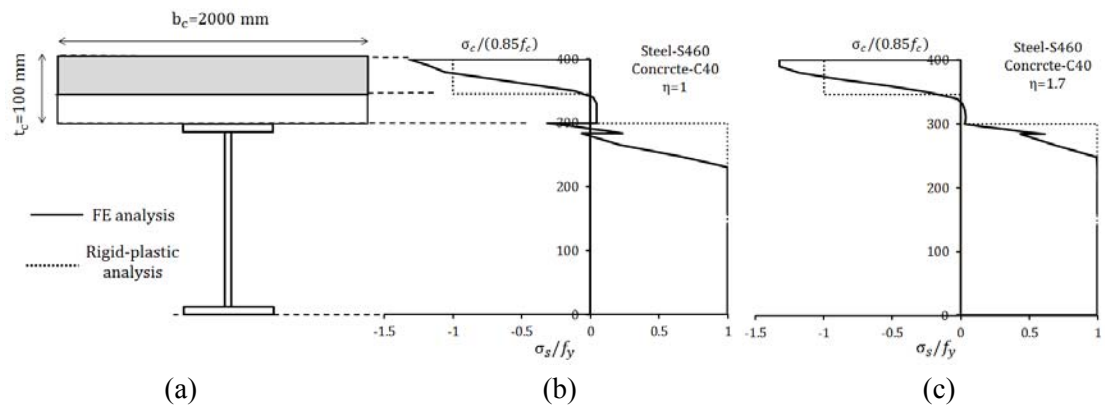 b_c=2000 mm
t_c=100 mm
FE analysis
Rigid-plastic
analysis
(a)
σ_c/(0.85f_c)
400
Steel-S460
Concrcte-C40
η=1
300
200
100
0
-1.5 -1 -0.5 0 0.5 1
σ_s/f_y
(b)
σ_c/(0.85f_c)
400
Steel-S460
Concrcte-C40
η=1.7
300
200
100
0
-1.5 -1 -0.5 0 0.5 1
σ_s/f_y
(c)